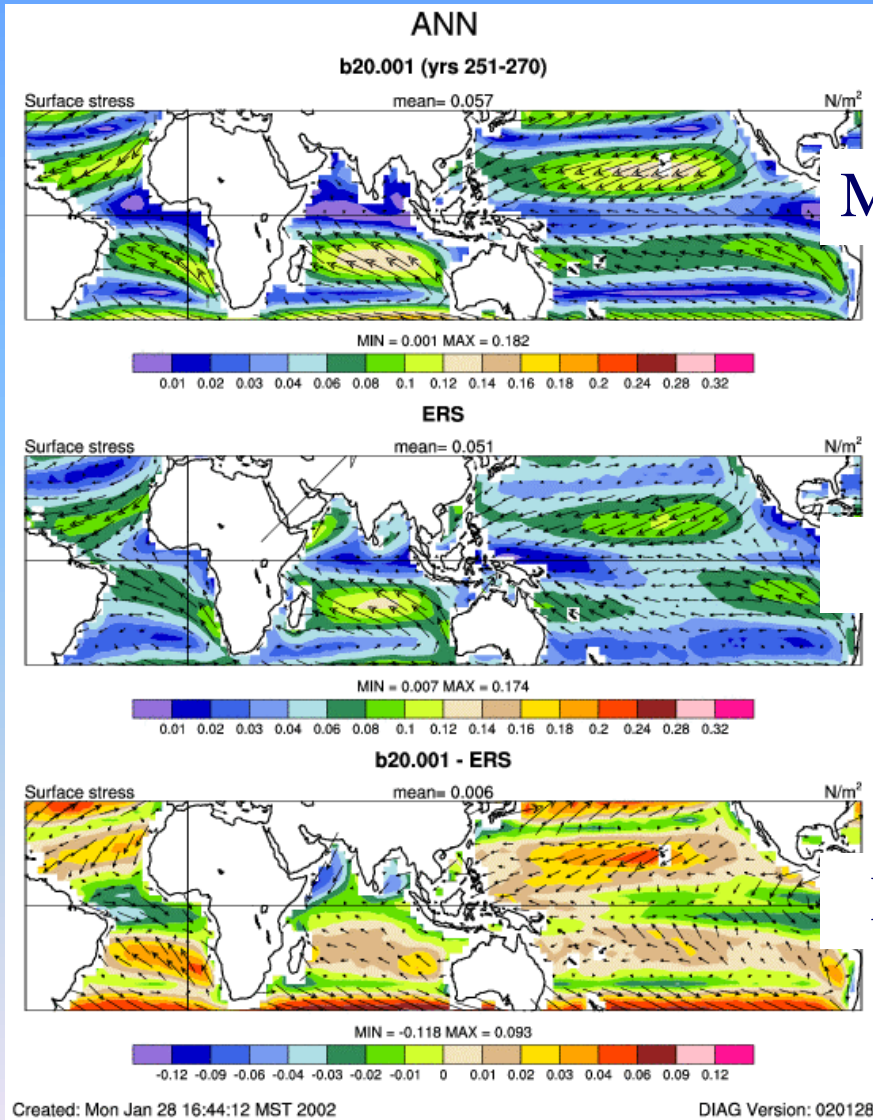 ANN
b20.001 (yrs 251-270)
Surface stress mean= 0.057 N/m²
M
MIN = 0.001 MAX = 0.182
0.01 0.02 0.03 0.04 0.06 0.08 0.1 0.12 0.14 0.16 0.18 0.2 0.24 0.28 0.32
ERS
Surface stress mean= 0.051 N/m²
MIN = 0.007 MAX = 0.174
0.01 0.02 0.03 0.04 0.06 0.08 0.1 0.12 0.14 0.16 0.18 0.2 0.24 0.28 0.32
b20.001 - ERS
Surface stress mean= 0.006 N/m²
MIN = -0.118 MAX = 0.093
-0.12 -0.09 -0.06 -0.04 -0.03 -0.02 -0.01 0 0.01 0.02 0.03 0.04 0.06 0.09 0.12
Created: Mon Jan 28 16:44:12 MST 2002 DIAG Version: 020128